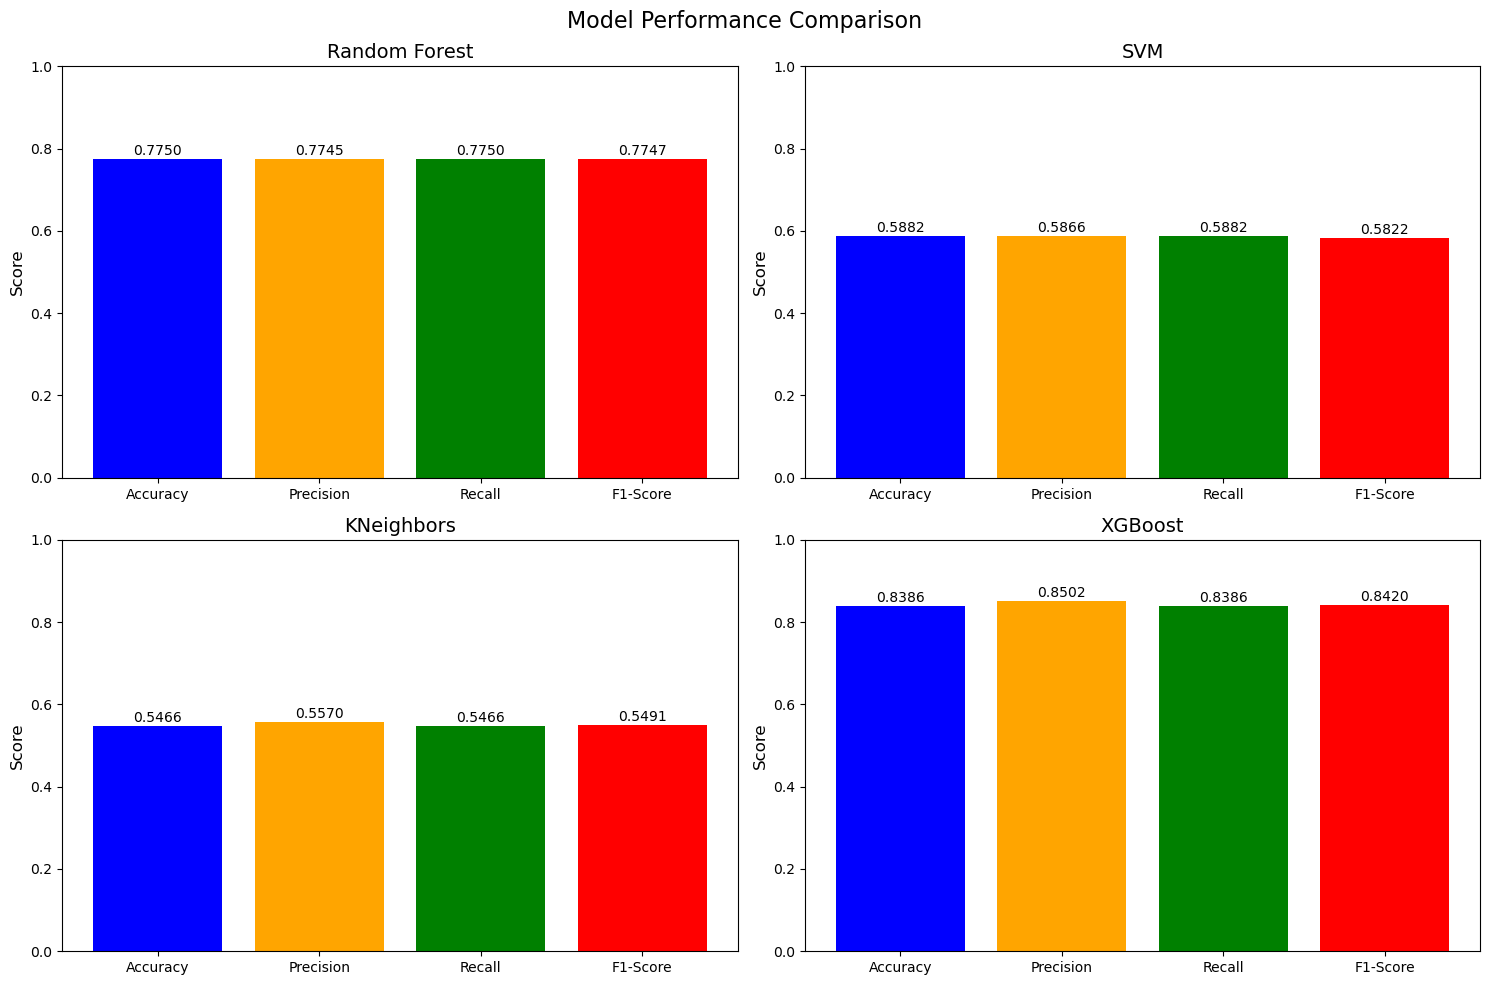 Model Performance Comparison
Random Forest
1.0
0.8
0.6
0.4
0.2
0.0
Score
0.7750
0.7745
0.7750
0.7747
Accuracy
Precision
Recall
F1-Score
SVM
1.0
0.8
0.6
0.4
0.2
0.0
Score
0.5882
0.5866
0.5882
0.5822
Accuracy
Precision
Recall
F1-Score
KNeighbors
1.0
0.8
0.6
0.4
0.2
0.0
Score
0.5466
0.5570
0.5466
0.5491
Accuracy
Precision
Recall
F1-Score
XGBoost
1.0
0.8
0.6
0.4
0.2
0.0
Score
0.8386
0.8502
0.8386
0.8420
Accuracy
Precision
Recall
F1-Score